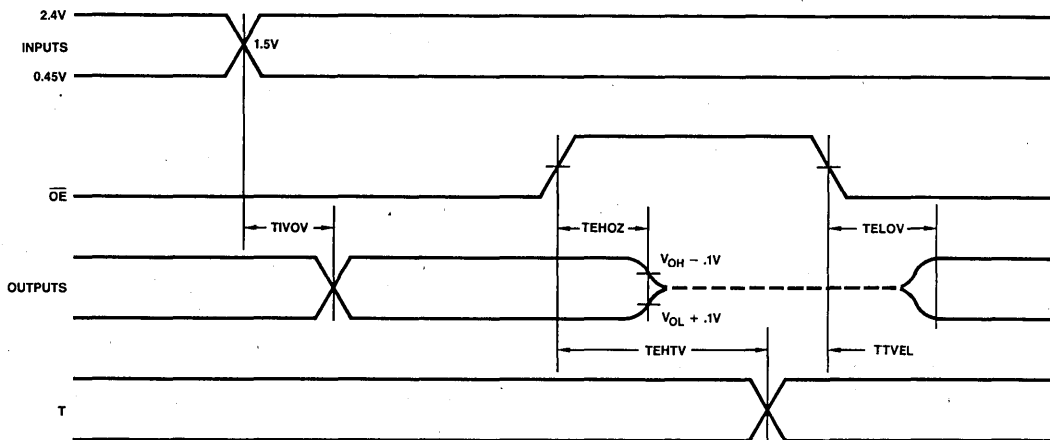 2.4V
INPUTS
1.5V
0.45V
OE
TIVOV
TEHOZ
TELOV
VOH – .1V
OUTPUTS
VOL + .1V
TEHTV
TTVEL
T